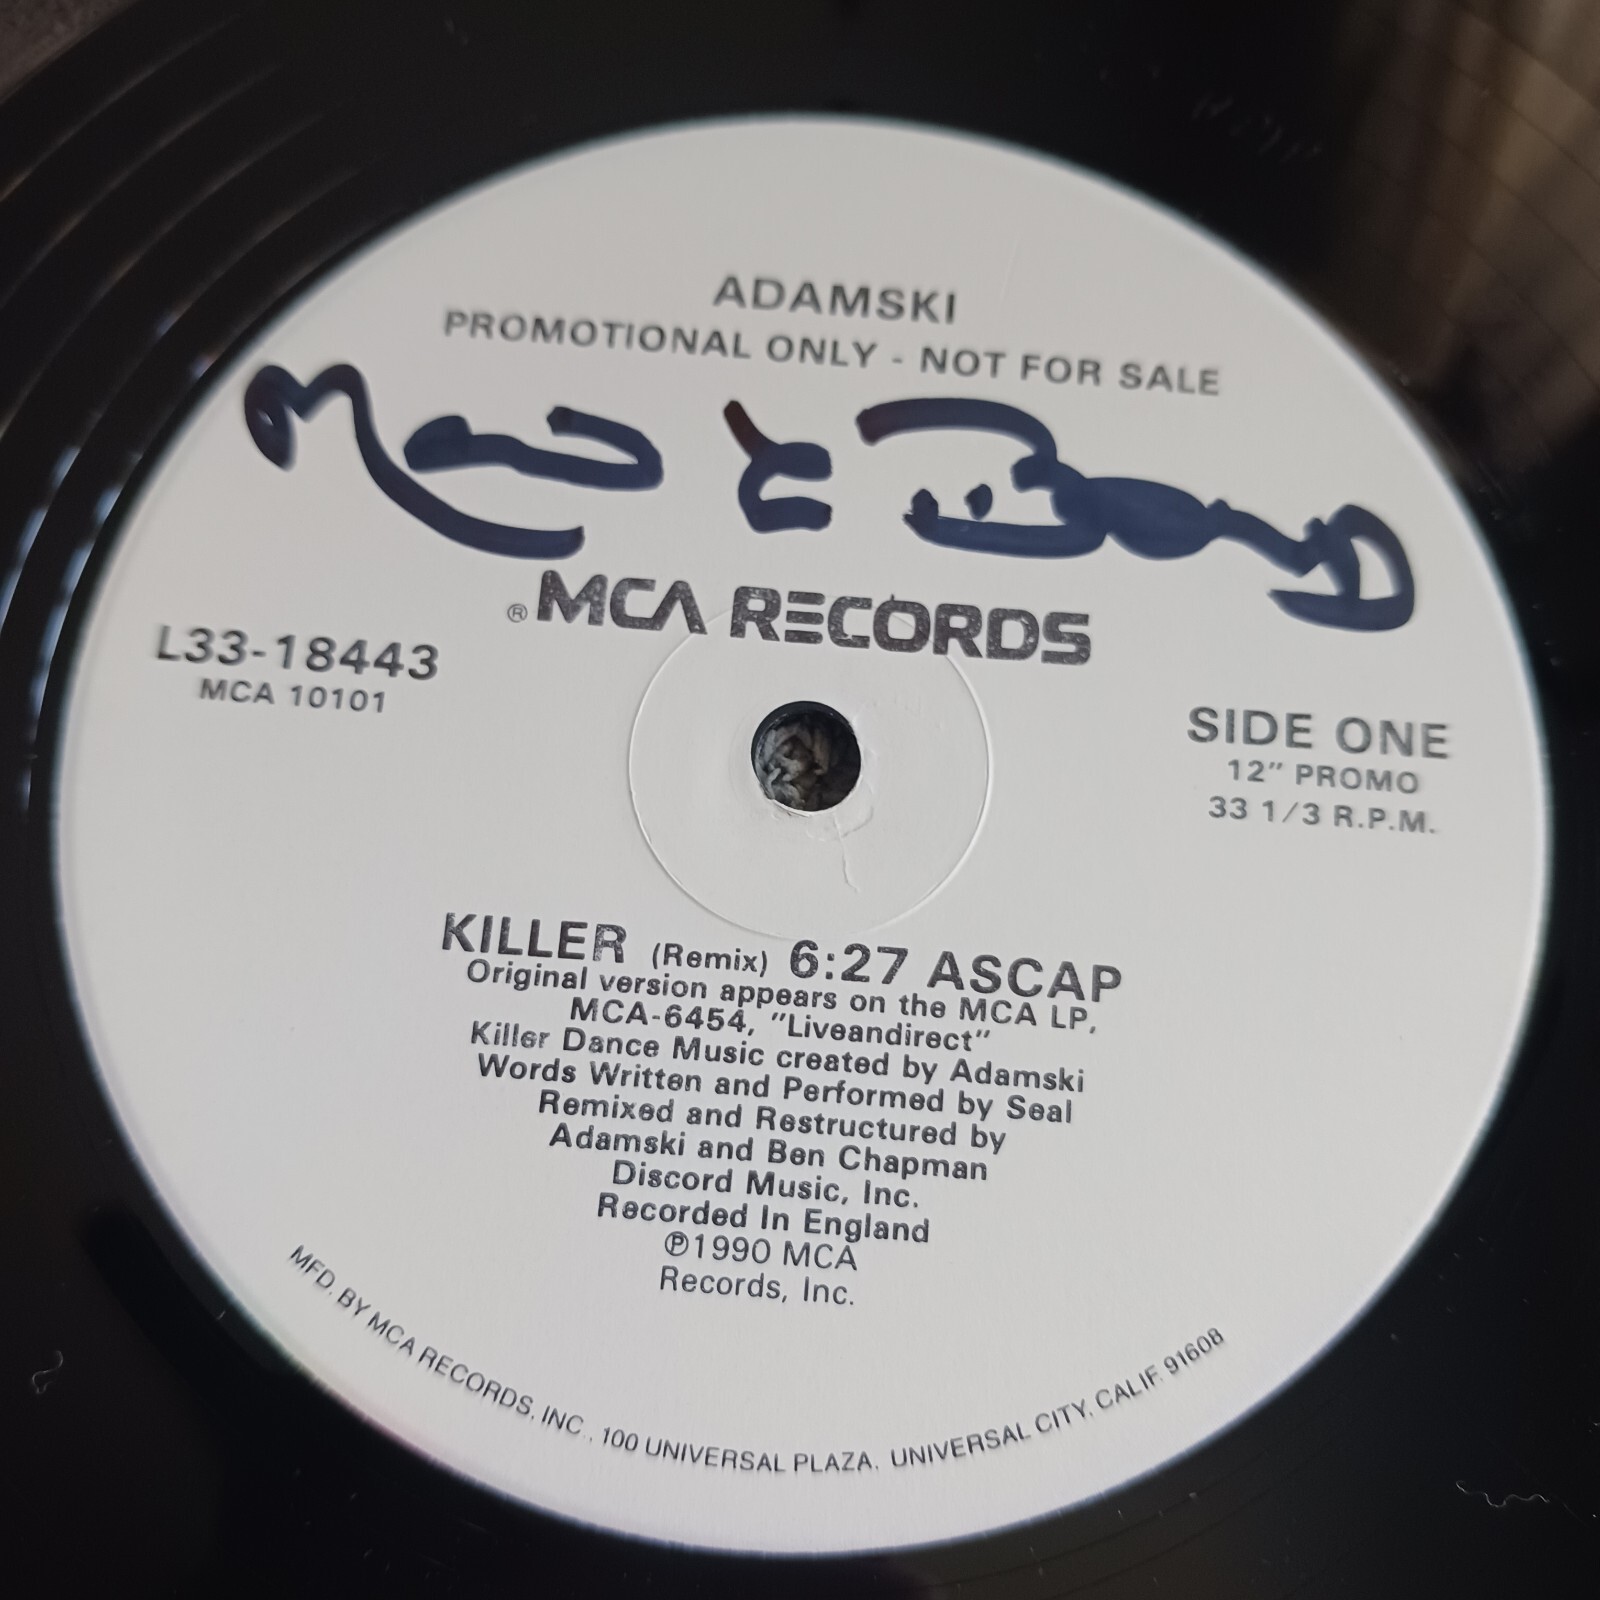 ADAMSKI
PROMOTIONAL ONLY - NOT FOR SALE
® MCA RECORDS
L33-18443
MCA 10101
SIDE ONE
12" PROMO
33 1/3 R.P.M.
KILLER (Remix) 6:27 ASCAP
Original version appears on the MCA LP,
MCA-6454, "Liveandirect"
Killer Dance Music created by Adamski
Words Written and Performed by Seal
Remixed and Restructured by
Adamski and Ben Chapman
Discord Music, Inc.
Recorded In England
℗1990 MCA
Records, Inc.
MFD. BY MCA RECORDS, INC., 100 UNIVERSAL PLAZA, UNIVERSAL CITY, CALIF. 91608